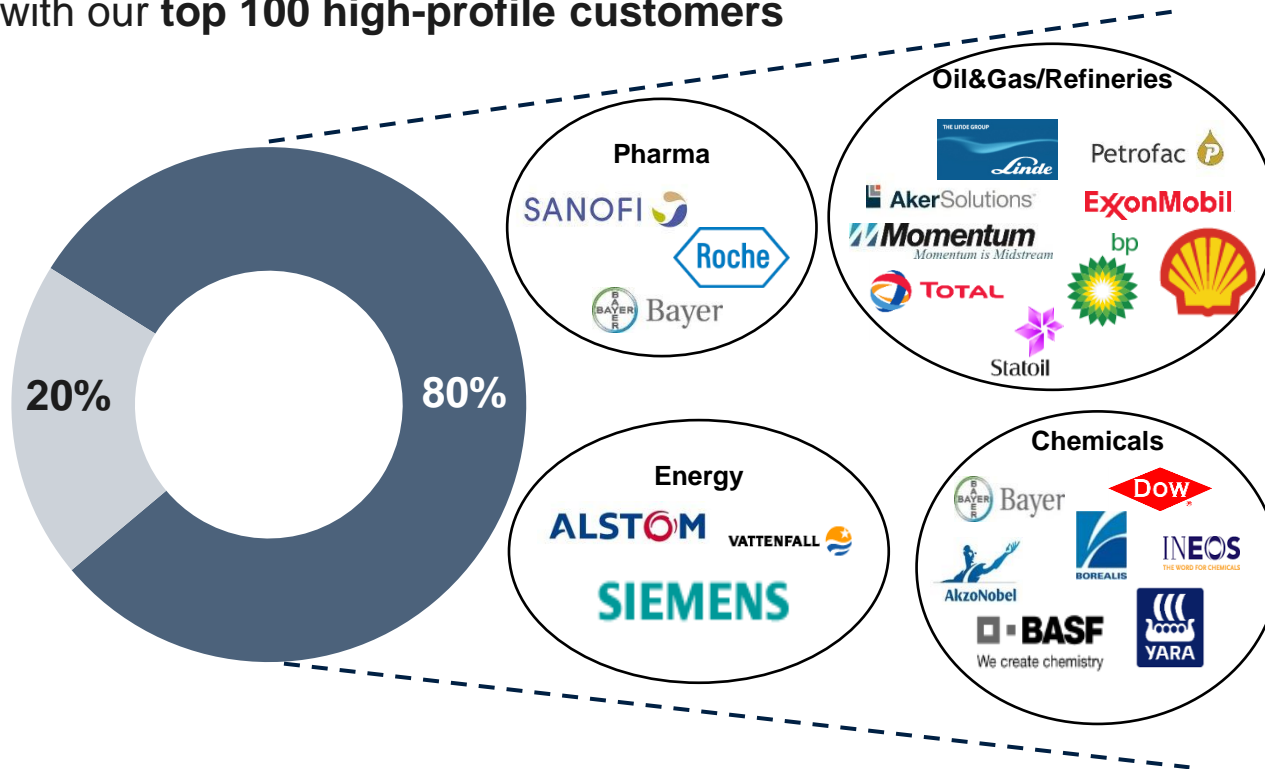 with our top 100 high-profile customers
20%
80%
Pharma
SANOFI
Roche
BAYER
BAYER
Bayer
Oil&Gas/Refineries
THE LINDE GROUP
Linde
Petrofac
P
AkerSolutions
ExxonMobil
Momentum
Momentum is Midstream
TOTAL
bp
Statoil
Energy
ALSTOM
VATTENFALL
SIEMENS
Chemicals
BAYER
BAYER
Bayer
Dow
AkzoNobel
BOREALIS
INEOS
THE WORD FOR CHEMICALS
BASF
We create chemistry
YARA